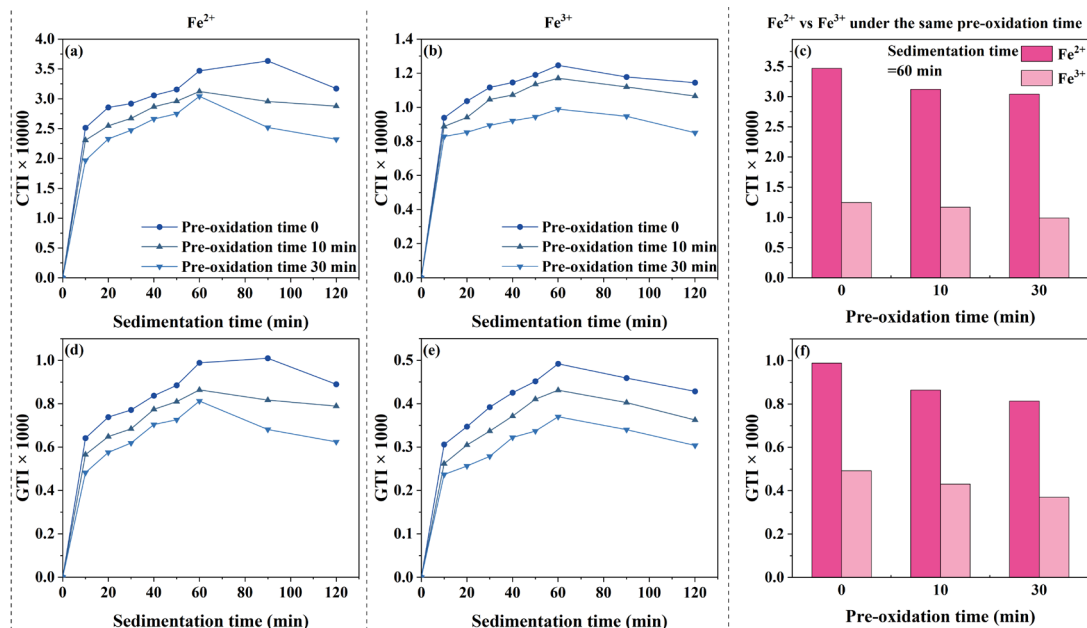 Fe²⁺
Fe³⁺
Fe²⁺ vs Fe³⁺ under the same pre-oxidation time
(a)
CTI × 10000
4.0
3.5
3.0
2.5
2.0
1.5
1.0
0.5
0.0
Pre-oxidation time 0
Pre-oxidation time 10 min
Pre-oxidation time 30 min
0 20 40 60 80 100 120
Sedimentation time (min)
(b)
CTI × 10000
1.4
1.2
1.0
0.8
0.6
0.4
0.2
0.0
Pre-oxidation time 0
Pre-oxidation time 10 min
Pre-oxidation time 30 min
0 20 40 60 80 100 120
Sedimentation time (min)
(c)
Sedimentation time
=60 min
Fe²⁺
Fe³⁺
CTI × 10000
3.5
3.0
2.5
2.0
1.5
1.0
0.5
0.0
0 10 30
Pre-oxidation time (min)
(d)
GTI × 1000
1.0
0.8
0.6
0.4
0.2
0.0
0 20 40 60 80 100 120
Sedimentation time (min)
(e)
GTI × 1000
0.5
0.4
0.3
0.2
0.1
0.0
0 20 40 60 80 100 120
Sedimentation time (min)
(f)
GTI × 1000
1.0
0.8
0.6
0.4
0.2
0.0
0 10 30
Pre-oxidation time (min)